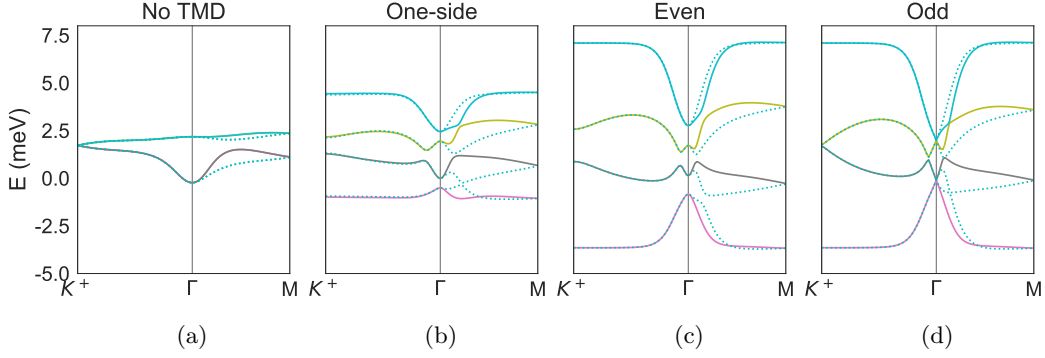 No TMD One-side Even Odd
7.5
5.0
2.5
0.0
-2.5
-5.0
E (meV)
K+ Γ M K+ Γ M K+ Γ M K+ Γ M
(a) (b) (c) (d)